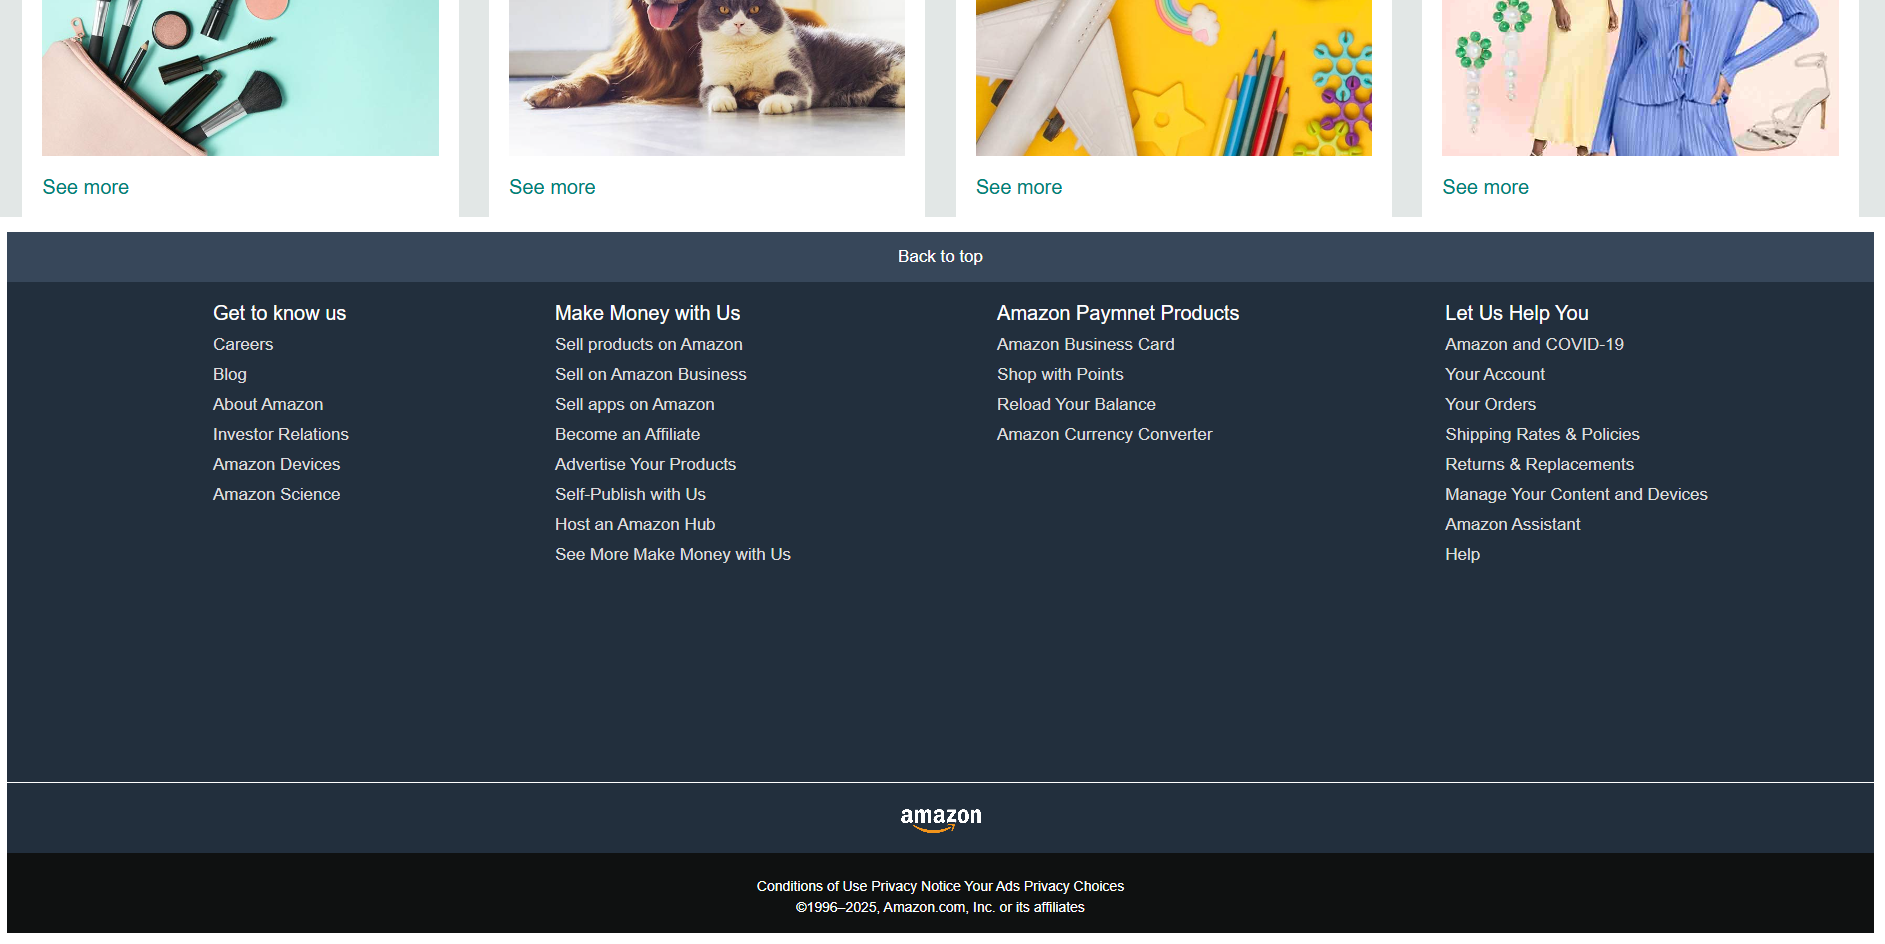 See more
See more
See more
See more
Back to top
Get to know us
Careers
Blog
About Amazon
Investor Relations
Amazon Devices
Amazon Science
Make Money with Us
Sell products on Amazon
Sell on Amazon Business
Sell apps on Amazon
Become an Affiliate
Advertise Your Products
Self-Publish with Us
Host an Amazon Hub
See More Make Money with Us
Amazon Paymnet Products
Amazon Business Card
Shop with Points
Reload Your Balance
Amazon Currency Converter
Let Us Help You
Amazon and COVID-19
Your Account
Your Orders
Shipping Rates & Policies
Returns & Replacements
Manage Your Content and Devices
Amazon Assistant
Help
amazon
Conditions of Use Privacy Notice Your Ads Privacy Choices
©1996–2025, Amazon.com, Inc. or its affiliates